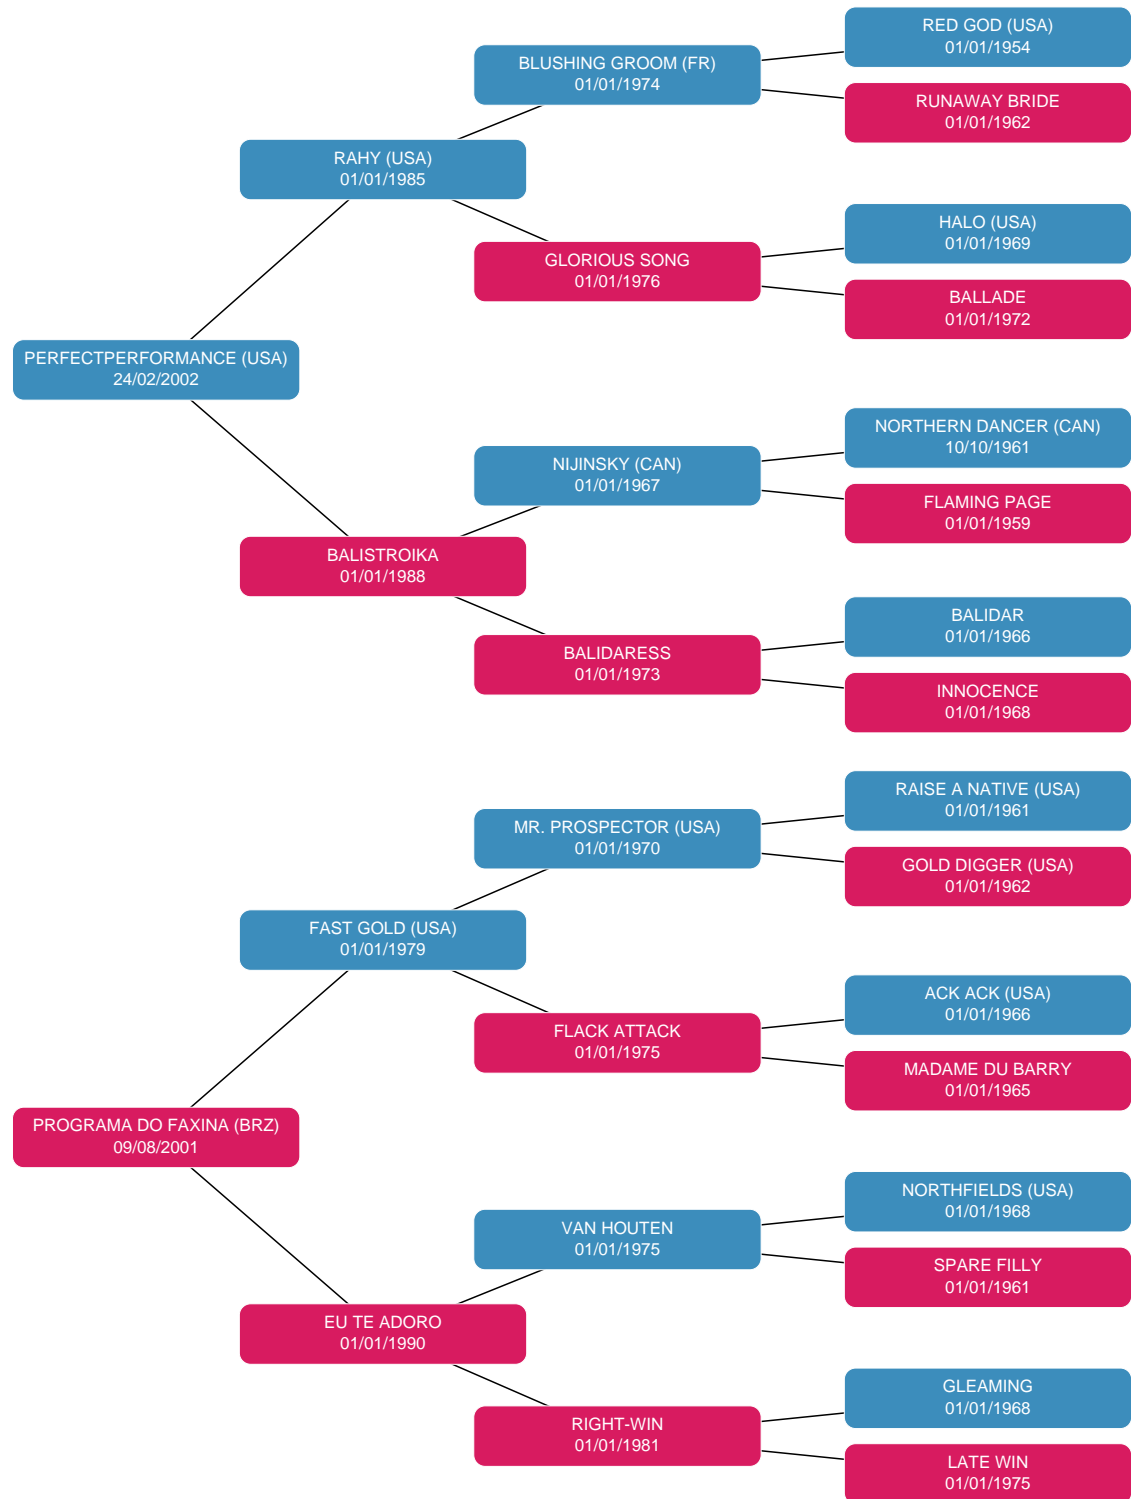 RED GOD (USA)
01/01/1954
BLUSHING GROOM (FR)
01/01/1974
RUNAWAY BRIDE
01/01/1962
RAHY (USA)
01/01/1985
HALO (USA)
01/01/1969
GLORIOUS SONG
01/01/1976
BALLADE
01/01/1972
PERFECTPERFORMANCE (USA)
24/02/2002
NORTHERN DANCER (CAN)
10/10/1961
NIJINSKY (CAN)
01/01/1967
FLAMING PAGE
01/01/1959
BALISTROIKA
01/01/1988
BALIDAR
01/01/1966
BALIDARESS
01/01/1973
INNOCENCE
01/01/1968
RAISE A NATIVE (USA)
01/01/1961
MR. PROSPECTOR (USA)
01/01/1970
GOLD DIGGER (USA)
01/01/1962
FAST GOLD (USA)
01/01/1979
ACK ACK (USA)
01/01/1966
FLACK ATTACK
01/01/1975
MADAME DU BARRY
01/01/1965
PROGRAMA DO FAXINA (BRZ)
09/08/2001
NORTHFIELDS (USA)
01/01/1968
VAN HOUTEN
01/01/1975
SPARE FILLY
01/01/1961
EU TE ADORO
01/01/1990
GLEAMING
01/01/1968
RIGHT-WIN
01/01/1981
LATE WIN
01/01/1975